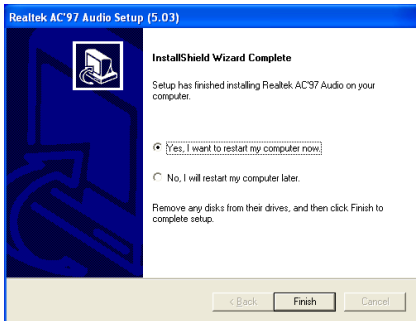 Realtek AC'97 Audio Setup (5.03)
InstallShield Wizard Complete
Setup has finished installing Realtek AC'97 Audio on your
computer.
Yes, I want to restart my computer now.
No, I will restart my computer later.
Remove any disks from their drives, and then click Finish to
complete setup.
< Back Finish Cancel